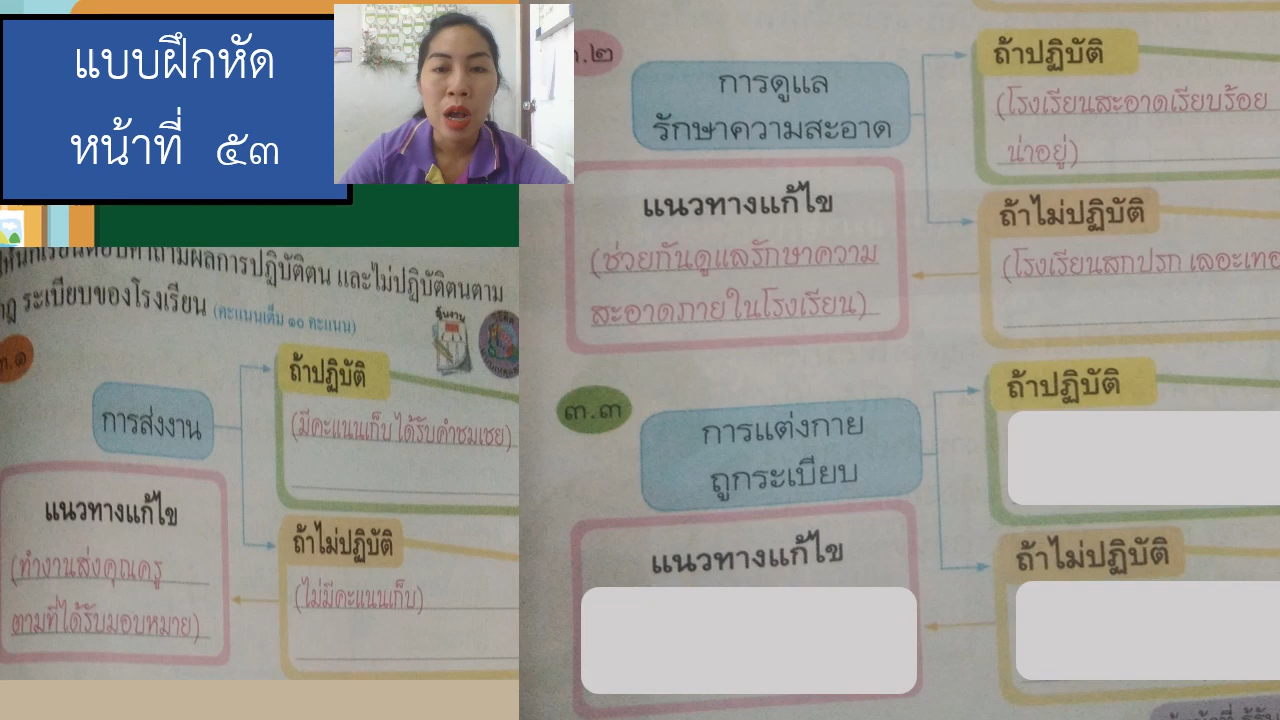 แบบฝึกหัด
หน้าที่ ๕๓
ระเบียบของโรงเรียน (คะแนนเต็ม ๑๐ คะแนน)
๓.๑
การส่งงาน
ถ้าปฏิบัติ
(มีคะแนนเก็บ ได้รับคำชมเชย)
แนวทางแก้ไข
(ทำงานส่งคุณครู
ตามที่ได้รับมอบหมาย)
ถ้าไม่ปฏิบัติ
(ไม่มีคะแนนเก็บ)
การดูแล
รักษาความสะอาด
ถ้าปฏิบัติ
(โรงเรียนสะอาดเรียบร้อย
น่าอยู่)
แนวทางแก้ไข
(ช่วยกันดูแลรักษาความ
สะอาดภายในโรงเรียน)
ถ้าไม่ปฏิบัติ
(โรงเรียนสกปรก เลอะเทอ
๓.๓
การแต่งกาย
ถูกระเบียบ
ถ้าปฏิบัติ
แนวทางแก้ไข
ถ้าไม่ปฏิบัติ